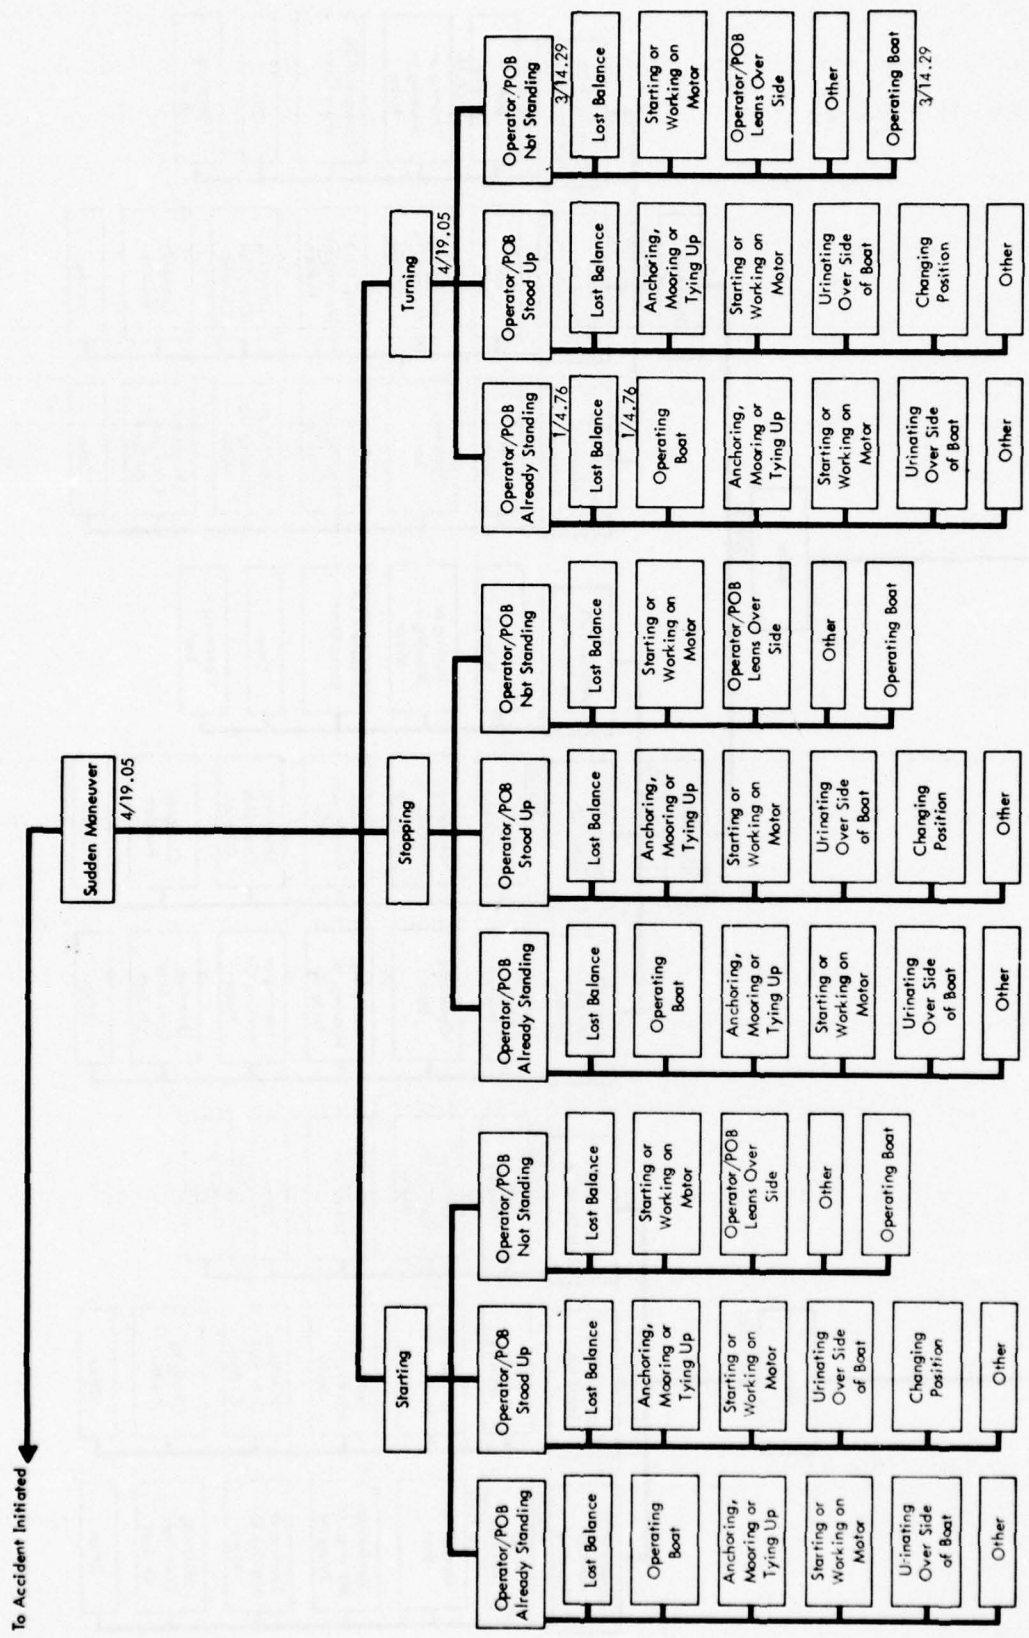 To Accident Initiated
Sudden Maneuver
4/19.05
Starting
Stopping
Turning
4/19.05
Operator/POB
Already Standing
Lost Balance
Operating
Boat
Anchoring,
Mooring or
Tying Up
Starting or
Working on
Motor
Urinating
Over Side
of Boat
Other
Operator/POB
Stood Up
Lost Balance
Anchoring,
Mooring or
Tying Up
Starting or
Working on
Motor
Urinating
Over Side
of Boat
Changing
Position
Other
Operator/POB
Not Standing
Lost Balance
Starting or
Working on
Motor
Operator/POB
Leans Over
Side
Other
Operating Boat
Operator/POB
Already Standing
Lost Balance
Operating
Boat
Anchoring,
Mooring or
Tying Up
Starting or
Working on
Motor
Urinating
Over Side
of Boat
Other
Operator/POB
Stood Up
Lost Balance
Anchoring,
Mooring or
Tying Up
Starting or
Working on
Motor
Urinating
Over Side
of Boat
Changing
Position
Other
Operator/POB
Not Standing
Lost Balance
Starting or
Working on
Motor
Operator/POB
Leans Over
Side
Other
Operating Boat
Operator/POB
Already Standing
1/4.76
Lost Balance
1/4.76
Operating
Boat
Anchoring,
Mooring or
Tying Up
Starting or
Working on
Motor
Urinating
Over Side
of Boat
Other
Operator/POB
Stood Up
Lost Balance
Anchoring,
Mooring or
Tying Up
Starting or
Working on
Motor
Urinating
Over Side
of Boat
Changing
Position
Other
Operator/POB
Not Standing
3/14.29
Lost Balance
Starting or
Working on
Motor
Operator/POB
Leans Over
Side
Other
Operating Boat
3/14.29